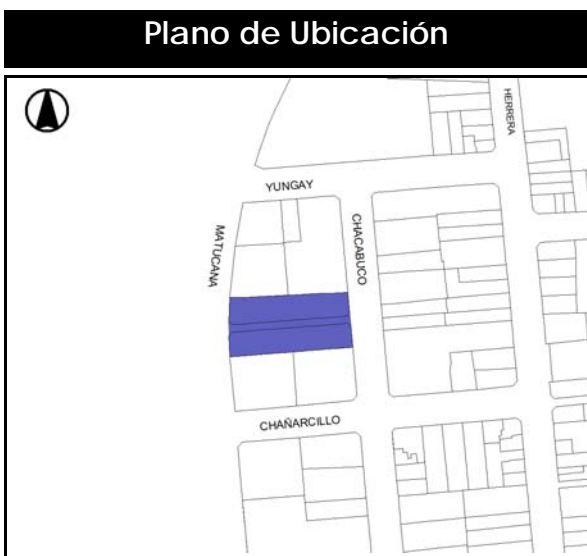 Plano de Ubicación
HERRERA
YUNGAY
CHACABUCO
MATUCANA
CHAÑARCILLO